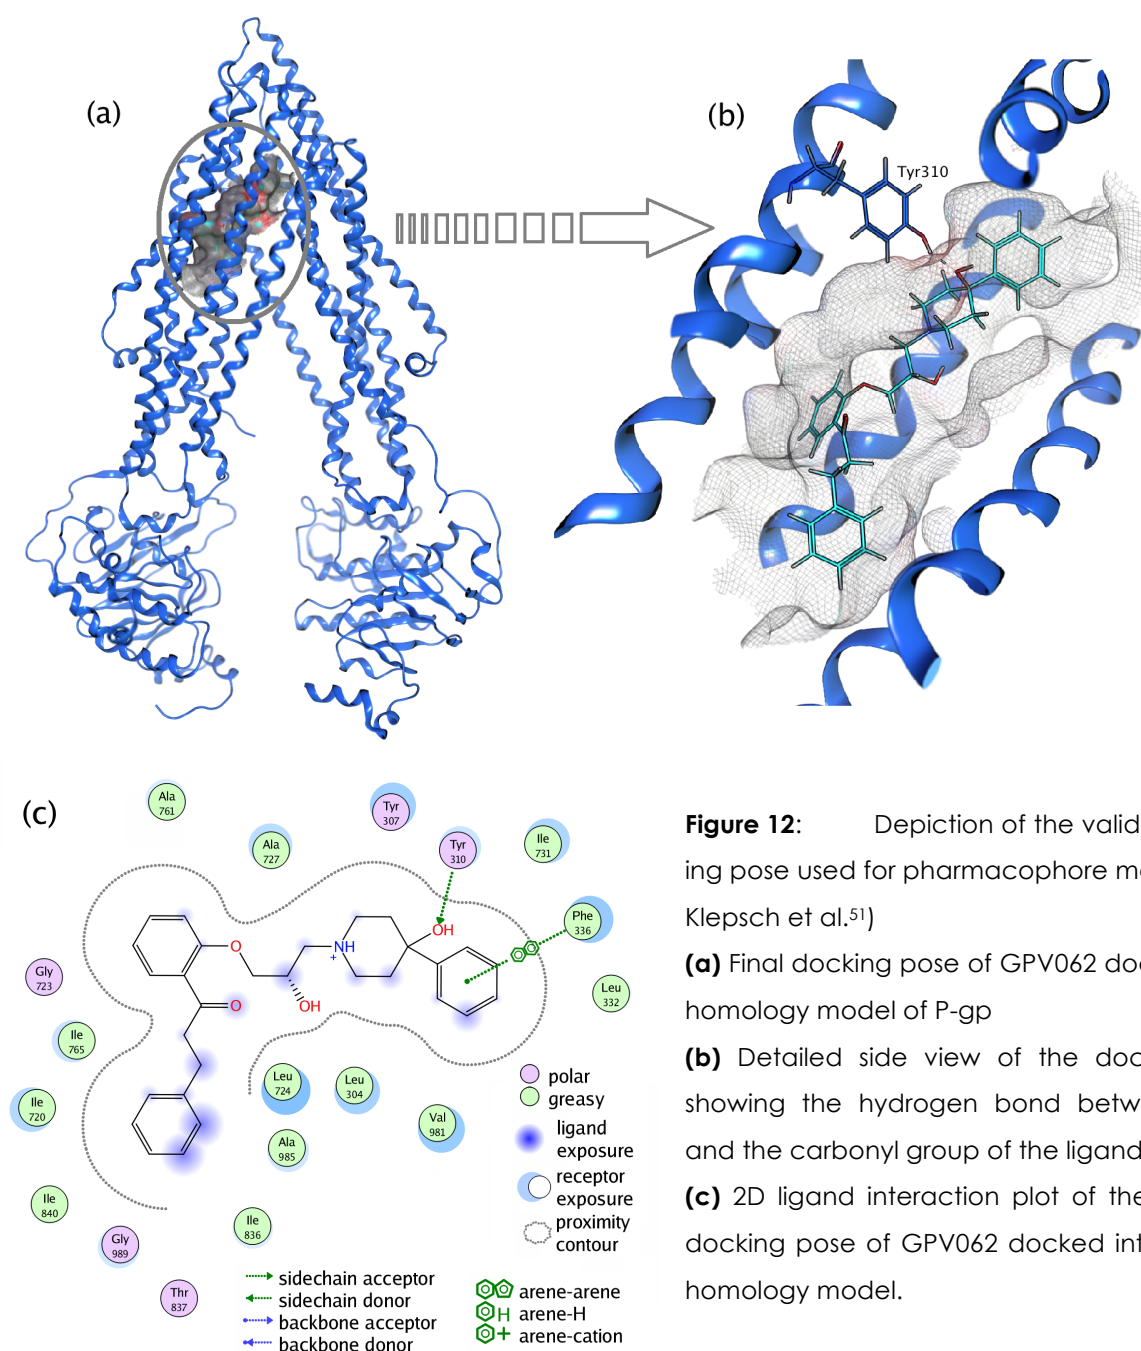 (a)
(b)
Tyr310
(c)
Ala
761
Ala
727
Tyr
307
Tyr
310
Ile
731
Phe
336
Gly
723
Leu
332
Ile
765
Ile
720
Leu
724
Leu
304
Val
981
Ala
985
Ile
840
Gly
989
Ile
836
Thr
837
O
OH
NH
+
OH
O
polar
greasy
ligand
exposure
receptor
exposure
proximity
contour
sidechain acceptor
sidechain donor
backbone acceptor
backbone donor
arene-arene
H arene-H
+ arene-cation
Figure 12: Depiction of the valid
ing pose used for pharmacophore m
Klepsch et al.51)
(a) Final docking pose of GPV062 do
homology model of P-gp
(b) Detailed side view of the doc
showing the hydrogen bond betw
and the carbonyl group of the ligand
(c) 2D ligand interaction plot of the
docking pose of GPV062 docked int
homology model.